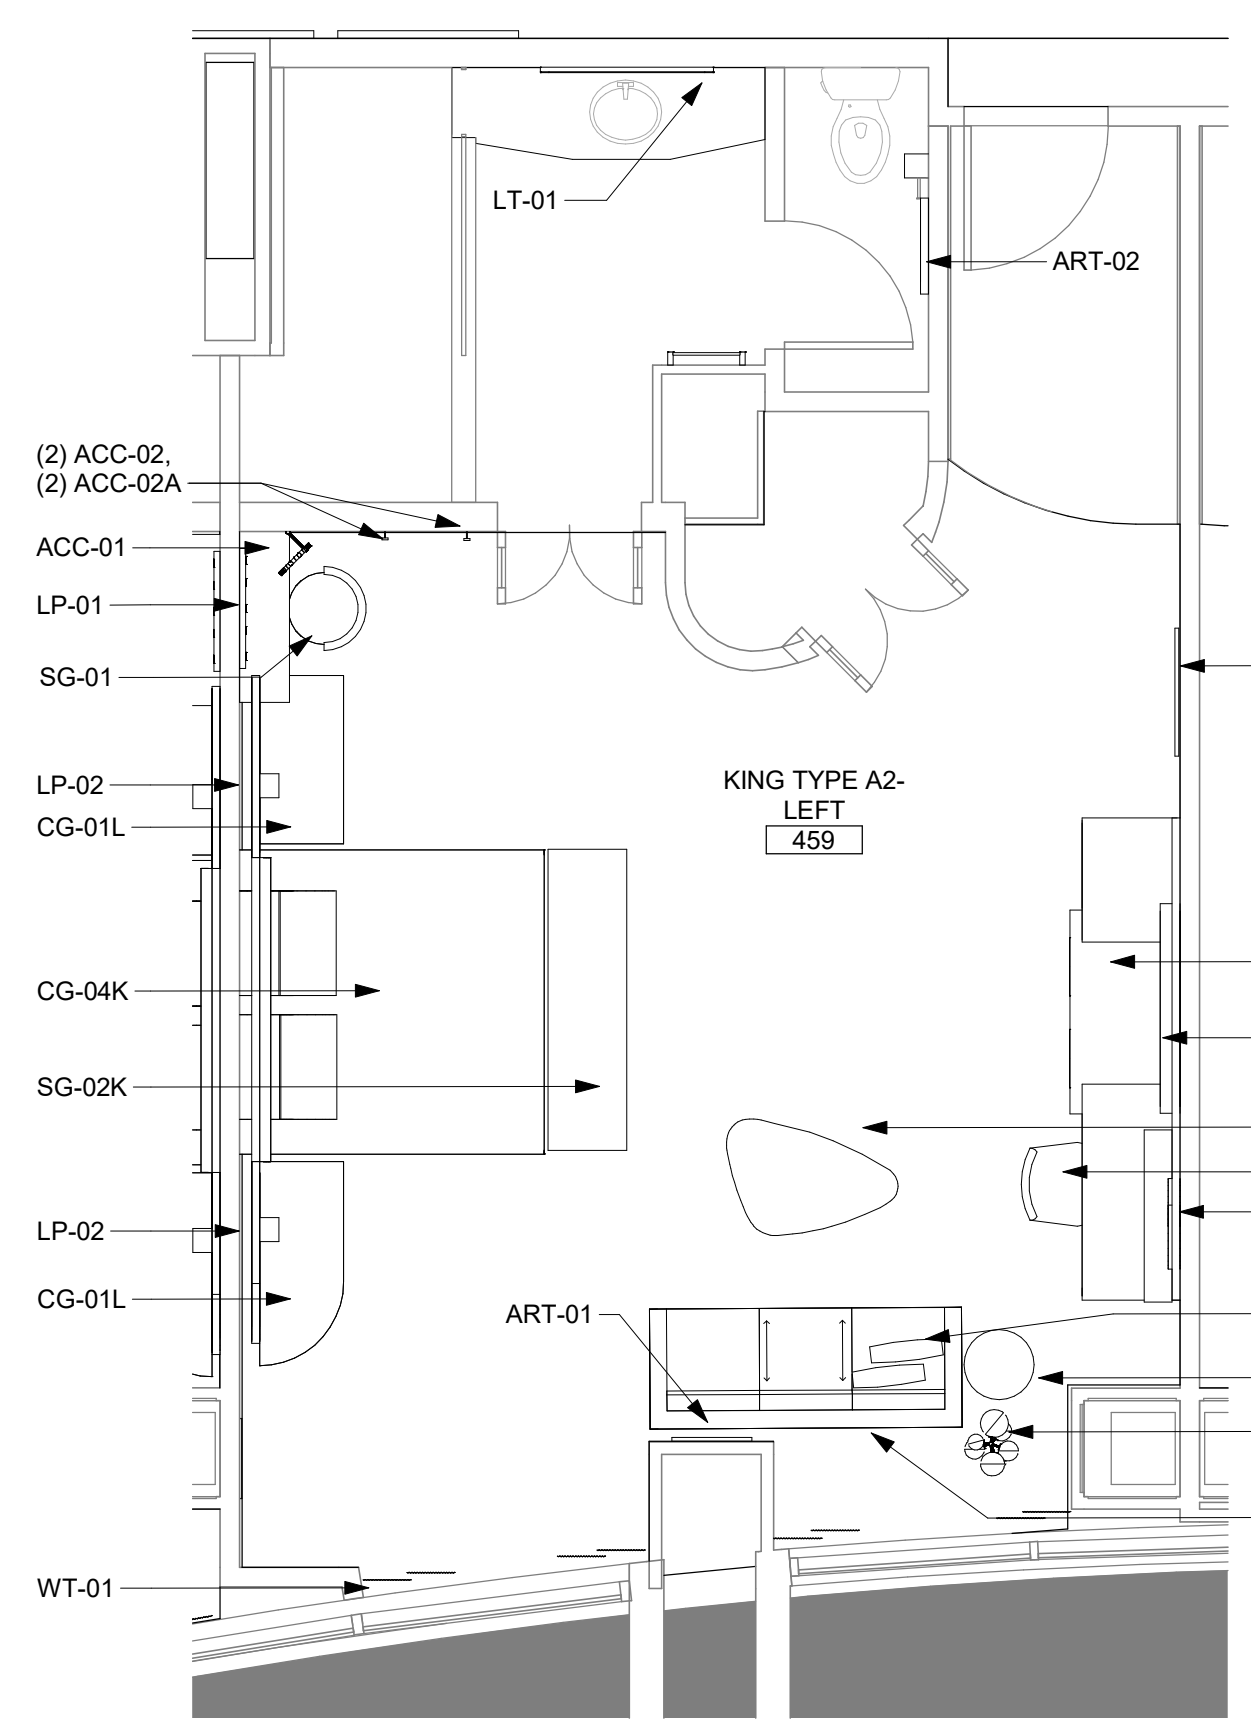 LT-01
ART-02
(2) ACC-02,
(2) ACC-02A
ACC-01
LP-01
SG-01
KING TYPE A2-
LEFT
459
LP-02
CG-01L
CG-04K
SG-02K
LP-02
CG-01L
ART-01
WT-01